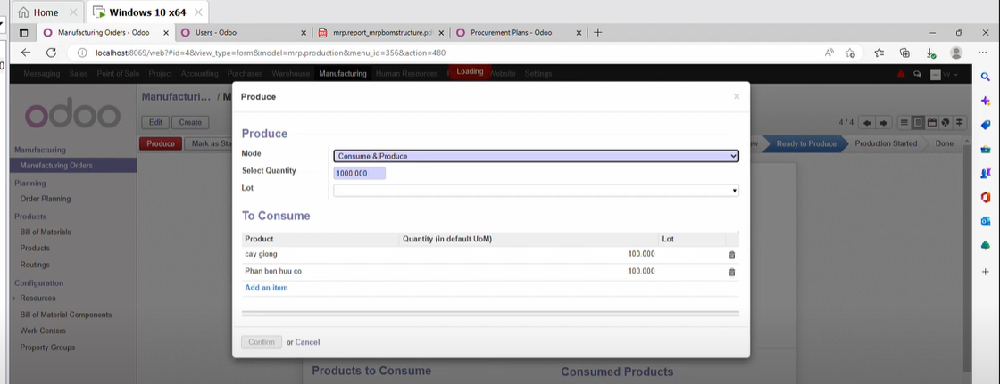 Home
Windows 10 x64
Manufacturing Orders - Odoo
Users - Odoo
mrp.report_mrpbomstructure.pd
Procurement Plans - Odoo
localhost:8069/web?#id=4&view_type=form&model=mrp.production&menu_id=356&action=480
Messaging Sales Point of Sale Project Accounting Purchases Warehouse Manufacturing Human Resources Loading Website Settings
odoo
Manufacturi... / M
Edit Create
4 / 4
Produce Mark as Sta
Ready to Produce Production Started Done
Manufacturing
Manufacturing Orders
Planning
Order Planning
Products
Bill of Materials
Products
Routings
Configuration
Resources
Bill of Material Components
Work Centers
Property Groups
Produce
Produce
Mode Consume & Produce
Select Quantity 1000.000
Lot
To Consume
Product Quantity (in default UoM) Lot
cay giong 100.000
Phan bon huu co 100.000
Add an item
Confirm or Cancel
Products to Consume Consumed Products